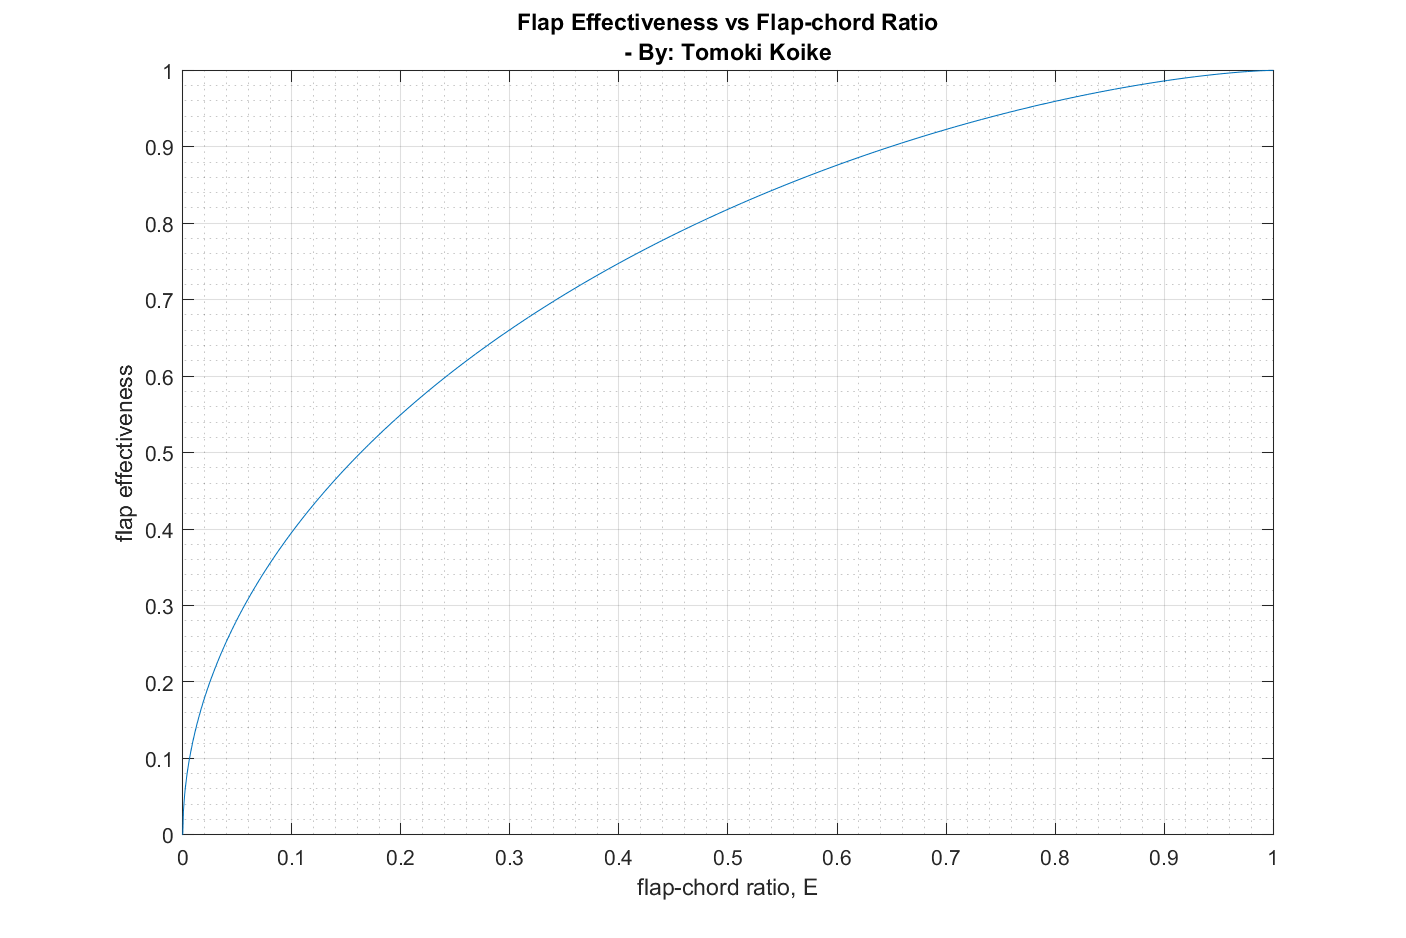 Flap Effectiveness vs Flap-chord Ratio
- By: Tomoki Koike
1
0.9
0.8
0.7
0.6
0.5
0.4
0.3
0.2
0.1
0
flap effectiveness
0 0.1 0.2 0.3 0.4 0.5 0.6 0.7 0.8 0.9 1
flap-chord ratio, E